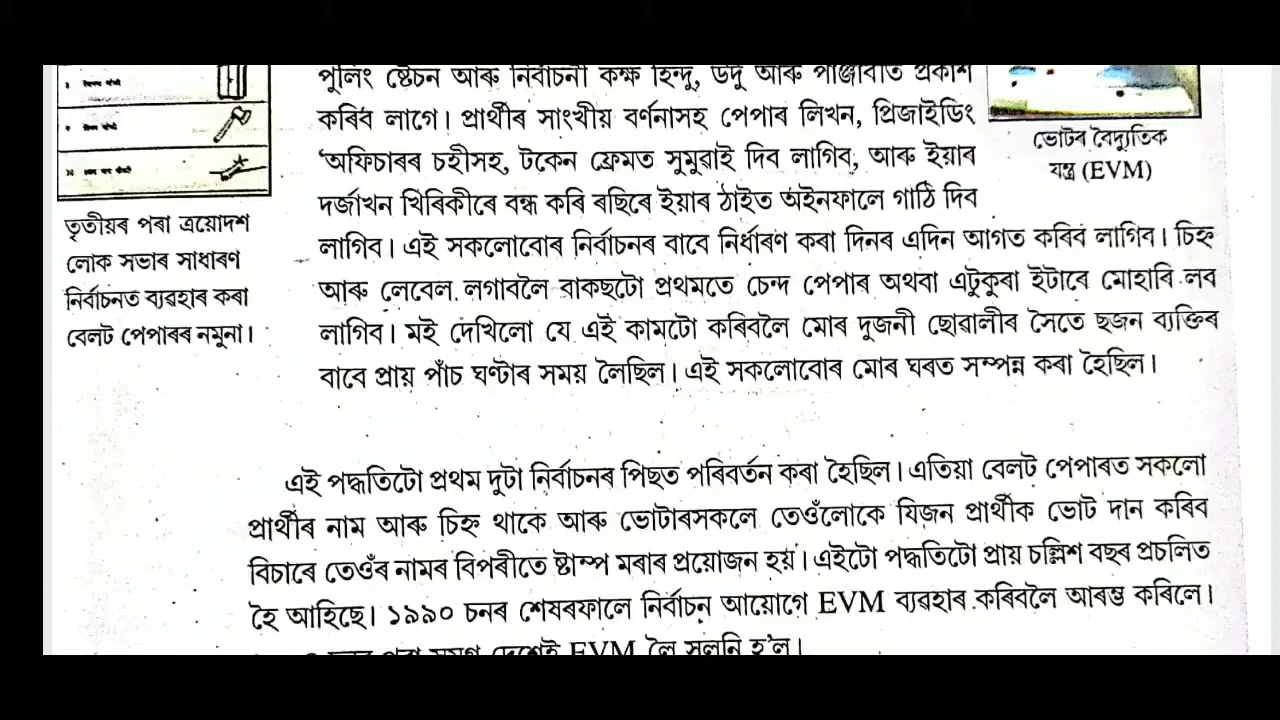 পুলিং ষ্টেচন আৰু নিৰ্বাচনী কক্ষ হিন্দু, উৰ্দু আৰু পাঞ্জাবীত প্ৰকাশ
কৰিব লাগে। প্ৰাৰ্থীৰ সাংখীয় বৰ্ণনাসহ পেপাৰ লিখন, প্ৰিজাইডিং
'অফিচাৰৰ চহীসহ, টকেন ফ্ৰেমত সুমুৱাই দিব লাগিব, আৰু ইয়াৰ
দৰ্জাখন খিৰিকীৰে বন্ধ কৰি ৰছিৰে ইয়াৰ ঠাইত অইনফালে গাঠি দিব
লাগিব। এই সকলোবোৰ নিৰ্বাচনৰ বাবে নিৰ্ধাৰণ কৰা দিনৰ এদিন আগত কৰিব লাগিব। চিহ্ন
আৰু লেবেল লগাবলৈ বাকছটো প্ৰথমতে চেন্দ পেপাৰ অথবা এটুকুৰা ইটাৰে মোহাৰি লব
লাগিব। মই দেখিলো যে এই কামটো কৰিবলৈ মোৰ দুজনী ছোৱালীৰ সৈতে ছজন ব্যক্তিৰ
বাবে প্ৰায় পাঁচ ঘণ্টাৰ সময় লৈছিল। এই সকলোবোৰ মোৰ ঘৰত সম্পন্ন কৰা হৈছিল।
ভোটৰ বৈদ্যুতিক
যন্ত্ৰ (EVM)
তৃতীয়ৰ পৰা ত্ৰয়োদশ
লোক সভাৰ সাধাৰণ
নিৰ্বাচনত ব্যৱহাৰ কৰা
বেলট পেপাৰৰ নমুনা।
এই পদ্ধতিটো প্ৰথম দুটা নিৰ্বাচনৰ পিছত পৰিবৰ্তন কৰা হৈছিল। এতিয়া বেলট পেপাৰত সকলো
প্ৰাৰ্থীৰ নাম আৰু চিহ্ন থাকে আৰু ভোটাৰসকলে তেওঁলোকে যিজন প্ৰাৰ্থীক ভোট দান কৰিব
বিচাৰে তেওঁৰ নামৰ বিপৰীতে ষ্টাম্প মৰাৰ প্ৰয়োজন হয়। এইটো পদ্ধতিটো প্ৰায় চল্লিশ বছৰ প্ৰচলিত
হৈ আহিছে। ১৯৯০ চনৰ শেষৰফালে নিৰ্বাচন আয়োগে EVM ব্যৱহাৰ কৰিবলৈ আৰম্ভ কৰিলে।
পৰা সমগ্ৰ দেশেই EVM লৈ সলনি হ'ল।